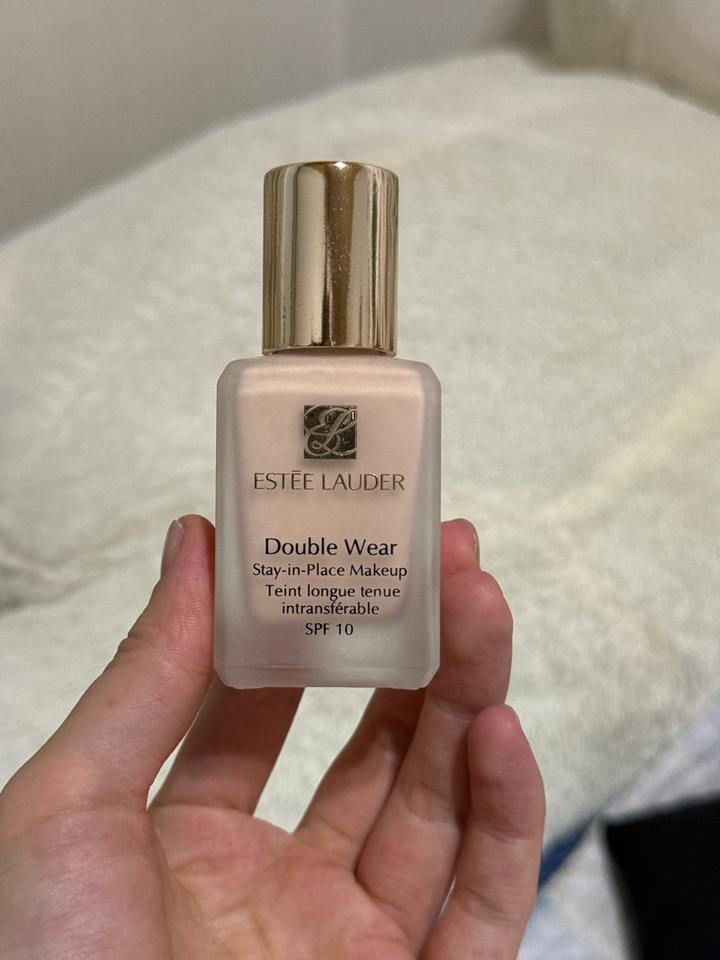 ESTĒE LAUDER
Double Wear
Stay-in-Place Makeup
Teint longue tenue
intransférable
SPF 10